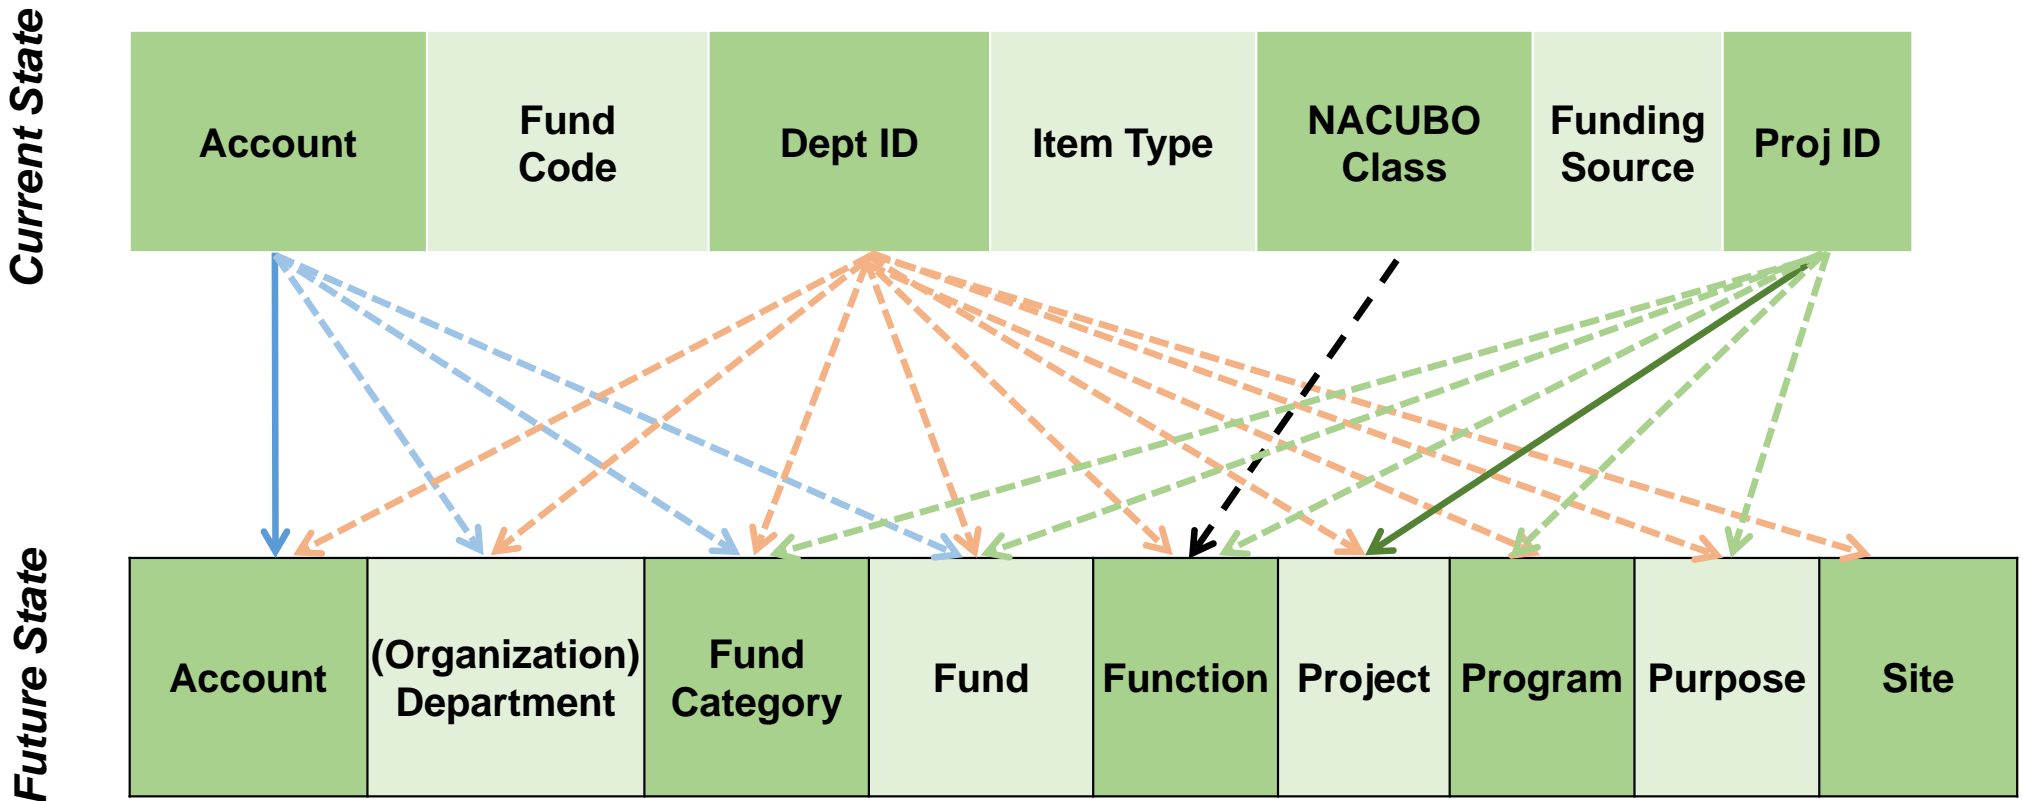 Current State
Account
Fund
Code
Dept ID
Item Type
NACUBO
Class
Funding
Source
Proj ID
Future State
Account
(Organization)
Department
Fund
Category
Fund
Function
Project
Program
Purpose
Site